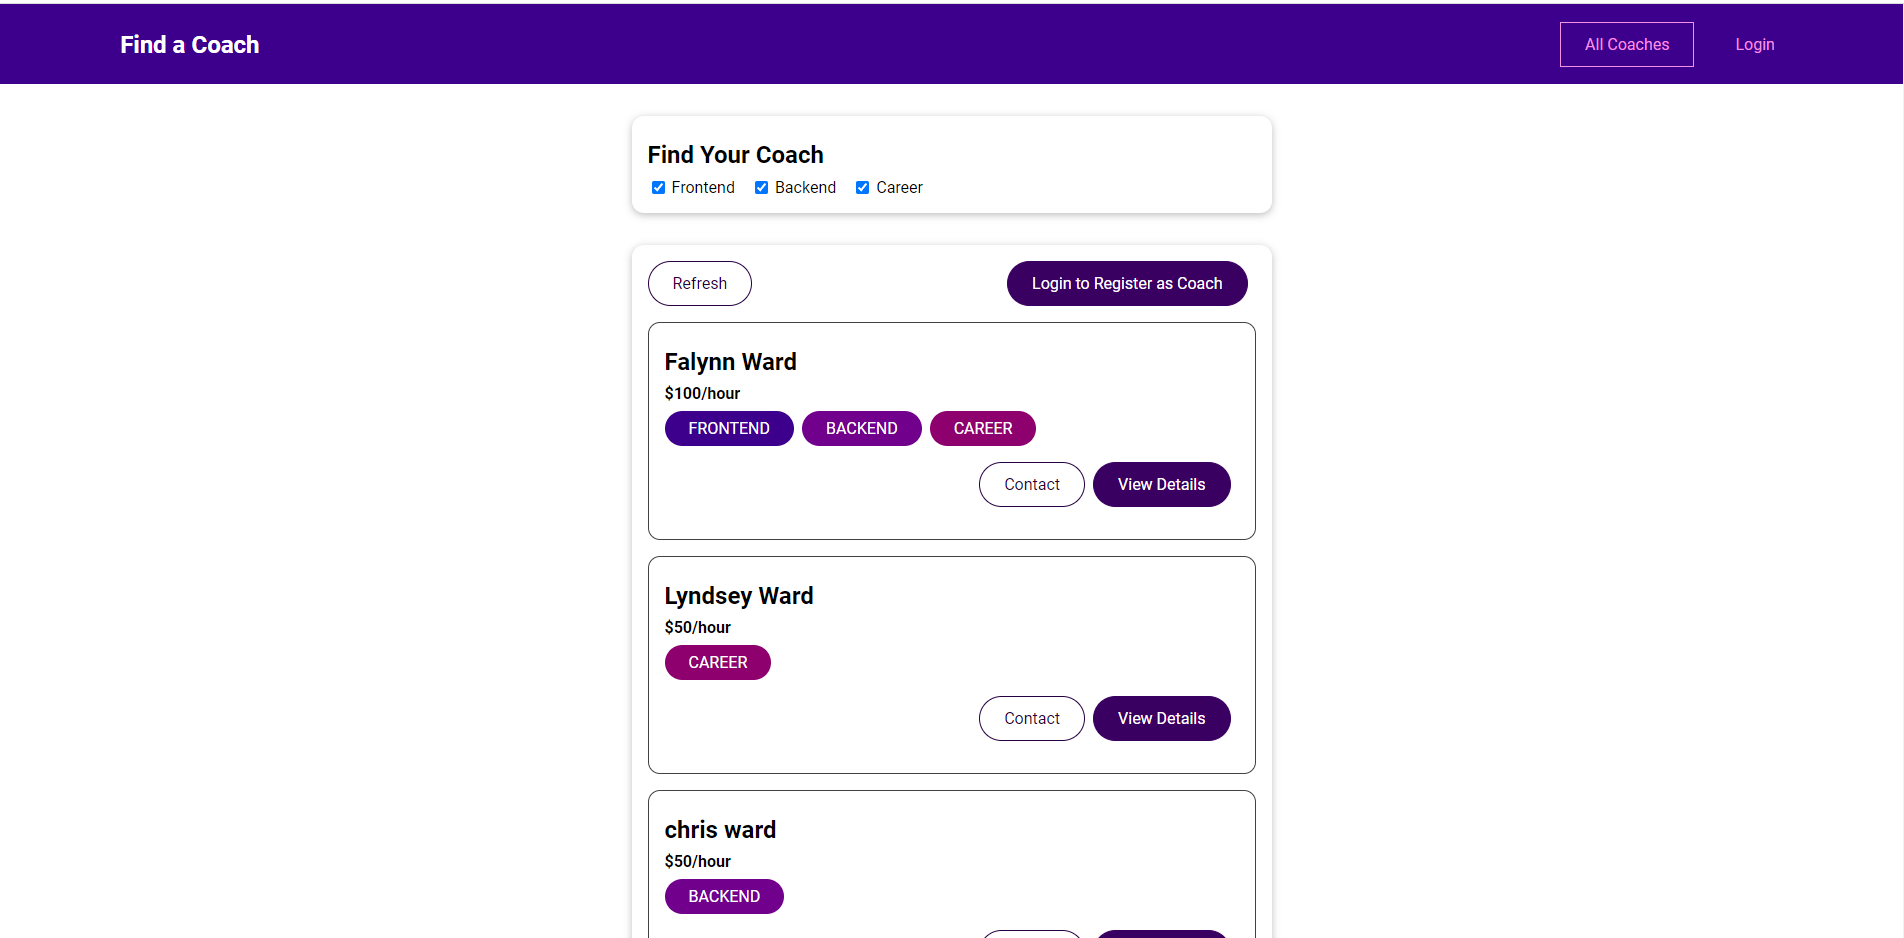 Find a Coach
All Coaches Login
Find Your Coach
Frontend Backend Career
Refresh Login to Register as Coach
Falynn Ward
$100/hour
FRONTEND BACKEND CAREER
Contact View Details
Lyndsey Ward
$50/hour
CAREER
Contact View Details
chris ward
$50/hour
BACKEND